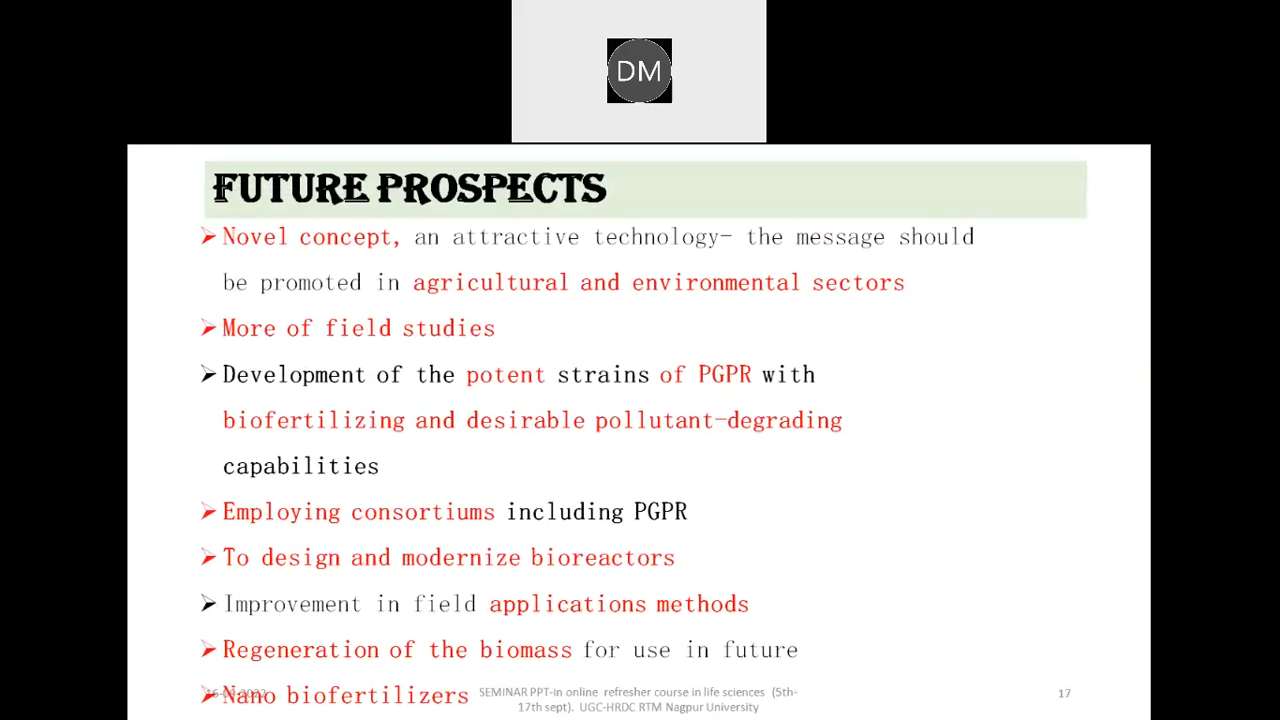 DM
FUTURE PROSPECTS
➢Novel concept, an attractive technology- the message should
be promoted in agricultural and environmental sectors
➢More of field studies
➢Development of the potent strains of PGPR with
biofertilizing and desirable pollutant-degrading
capabilities
➢Employing consortiums including PGPR
➢To design and modernize bioreactors
➢Improvement in field applications methods
➢Regeneration of the biomass for use in future
➢Nano biofertilizers
SEMINAR PPT-in online refresher course in life sciences (5th-
17th sept). UGC-HRDC RTM Nagpur University
17